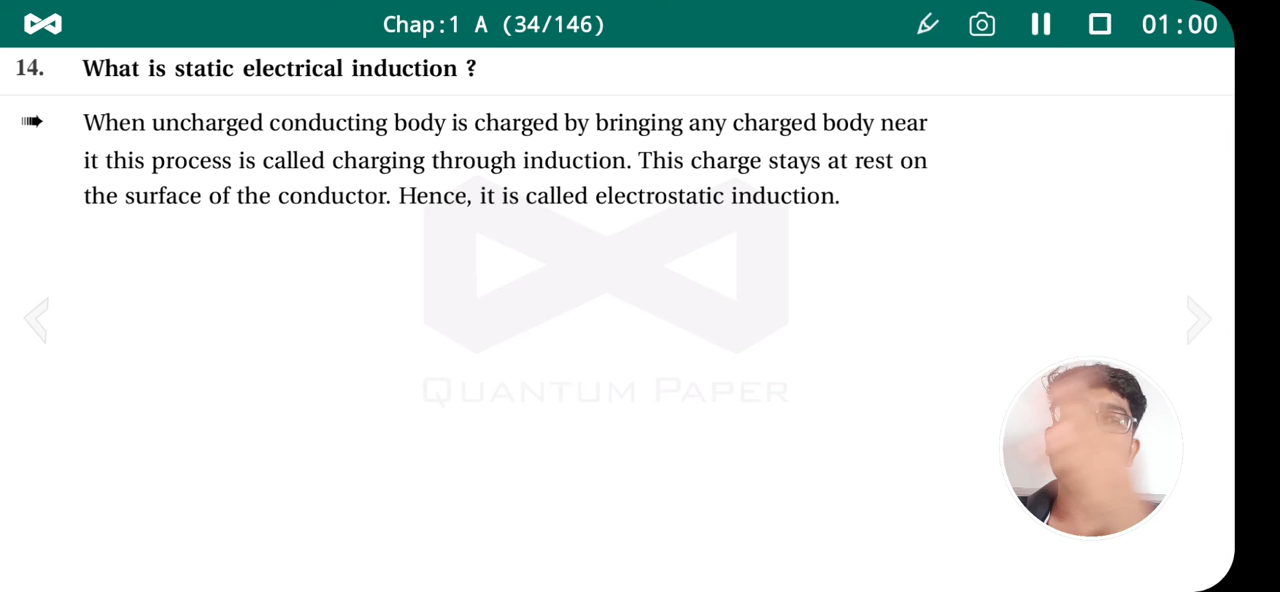 Chap:1 A (34/146)
01:00
14. What is static electrical induction ?
When uncharged conducting body is charged by bringing any charged body near
it this process is called charging through induction. This charge stays at rest on
the surface of the conductor. Hence, it is called electrostatic induction.
QUANTUM PAPER